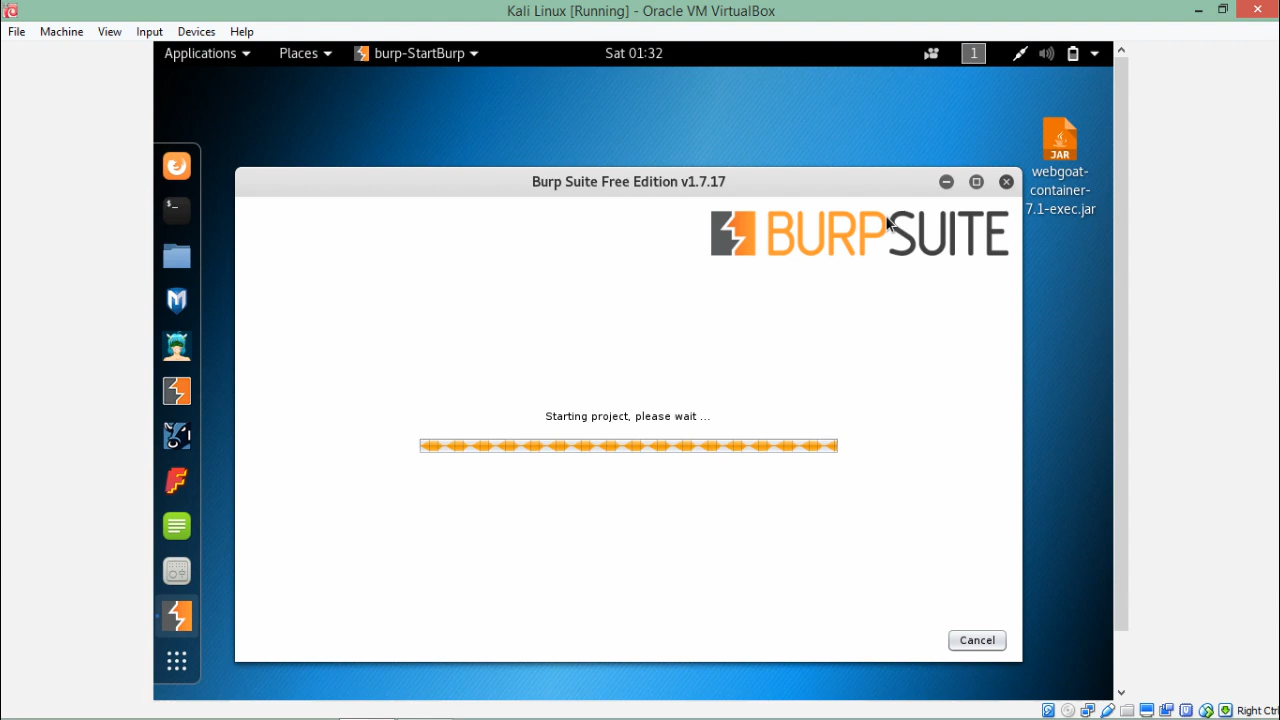 Kali Linux [Running] - Oracle VM VirtualBox
File Machine View Input Devices Help
Applications Places burp-StartBurp Sat 01:32 1
JAR
webgoat-
container-
7.1-exec.jar
Burp Suite Free Edition v1.7.17
BURPSUITE
Starting project, please wait ...
Cancel
Right Ctrl